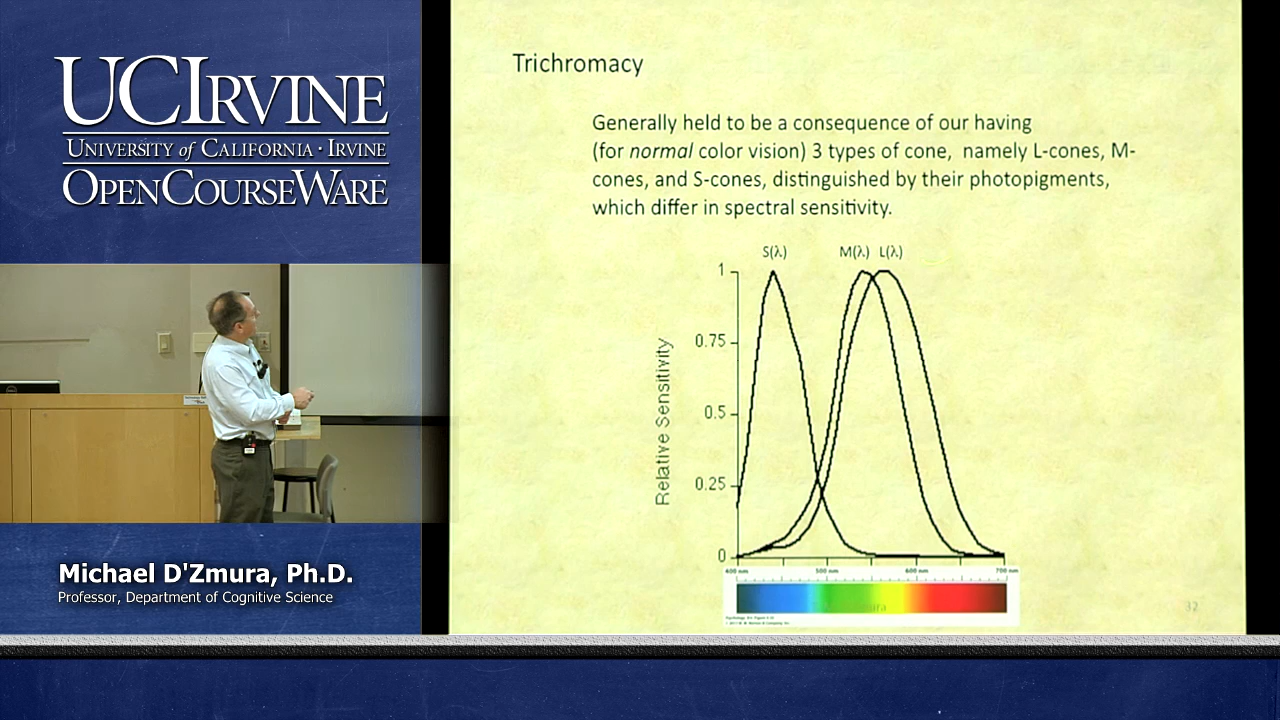 UCIRVINE
UNIVERSITY of CALIFORNIA · IRVINE
OPENCOURSEWARE
Michael D'Zmura, Ph.D.
Professor, Department of Cognitive Science
Trichromacy
Generally held to be a consequence of our having
(for normal color vision) 3 types of cone, namely L-cones, M-
cones, and S-cones, distinguished by their photopigments,
which differ in spectral sensitivity.
S(λ) M(λ) L(λ)
1
0.75
0.5
0.25
0
Relative Sensitivity
400 nm 500 nm 600 nm 700 nm
32